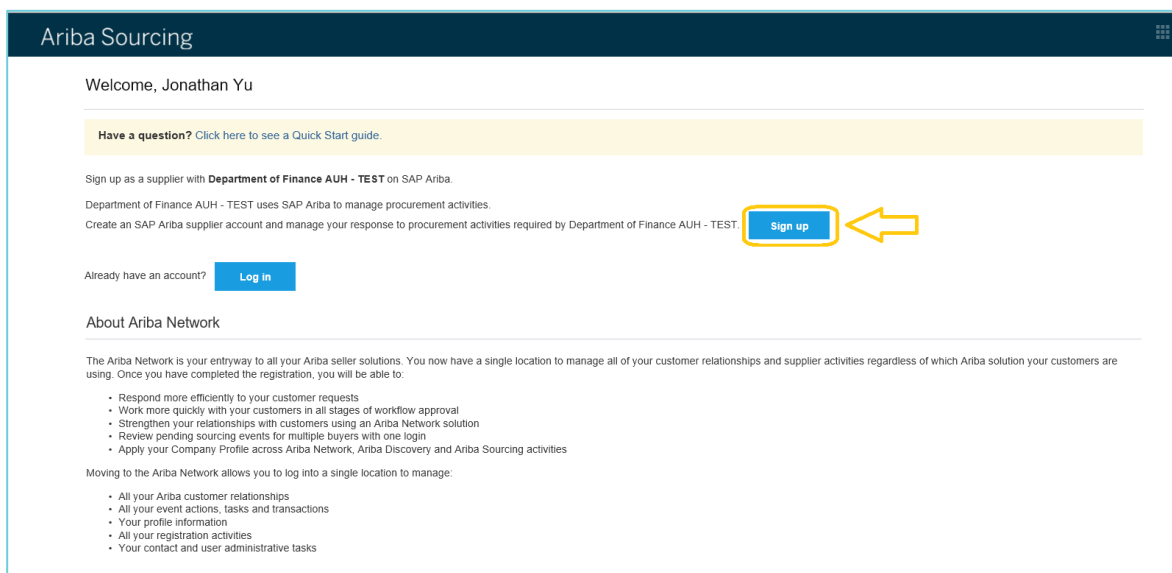 Ariba Sourcing
Welcome, Jonathan Yu
Have a question? Click here to see a Quick Start guide.
Sign up as a supplier with Department of Finance AUH - TEST on SAP Ariba.
Department of Finance AUH - TEST uses SAP Ariba to manage procurement activities.
Create an SAP Ariba supplier account and manage your response to procurement activities required by Department of Finance AUH - TEST. Sign up
Already have an account? Log in
About Ariba Network
The Ariba Network is your entryway to all your Ariba seller solutions. You now have a single location to manage all of your customer relationships and supplier activities regardless of which Ariba solution your customers are
using. Once you have completed the registration, you will be able to:
• Respond more efficiently to your customer requests
• Work more quickly with your customers in all stages of workflow approval
• Strengthen your relationships with customers using an Ariba Network solution
• Review pending sourcing events for multiple buyers with one login
• Apply your Company Profile across Ariba Network, Ariba Discovery and Ariba Sourcing activities
Moving to the Ariba Network allows you to log into a single location to manage:
• All your Ariba customer relationships
• All your event actions, tasks and transactions
• Your profile information
• All your registration activities
• Your contact and user administrative tasks